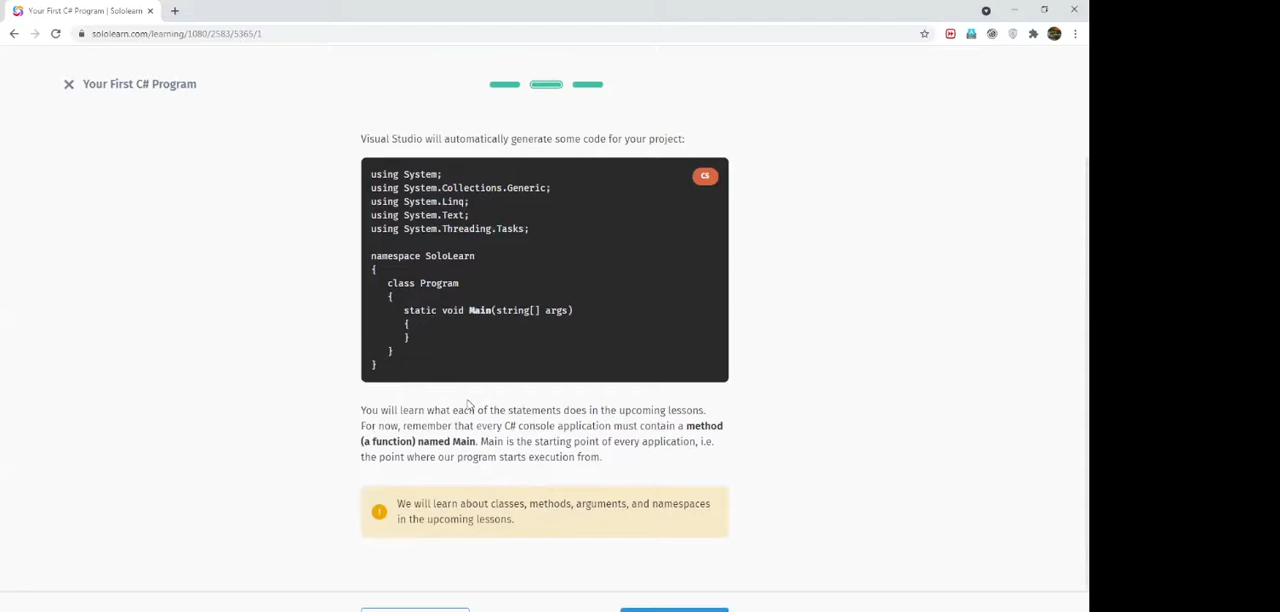 Your First C# Program | Sololearn
sololearn.com/learning/1080/2583/5365/1
Your First C# Program
Visual Studio will automatically generate some code for your project:
CS
using System;
using System.Collections.Generic;
using System.Linq;
using System.Text;
using System.Threading.Tasks;
namespace SoloLearn
{
class Program
{
static void Main(string[] args)
{
}
}
}
You will learn what each of the statements does in the upcoming lessons.
For now, remember that every C# console application must contain a method
(a function) named Main. Main is the starting point of every application, i.e.
the point where our program starts execution from.
We will learn about classes, methods, arguments, and namespaces
in the upcoming lessons.